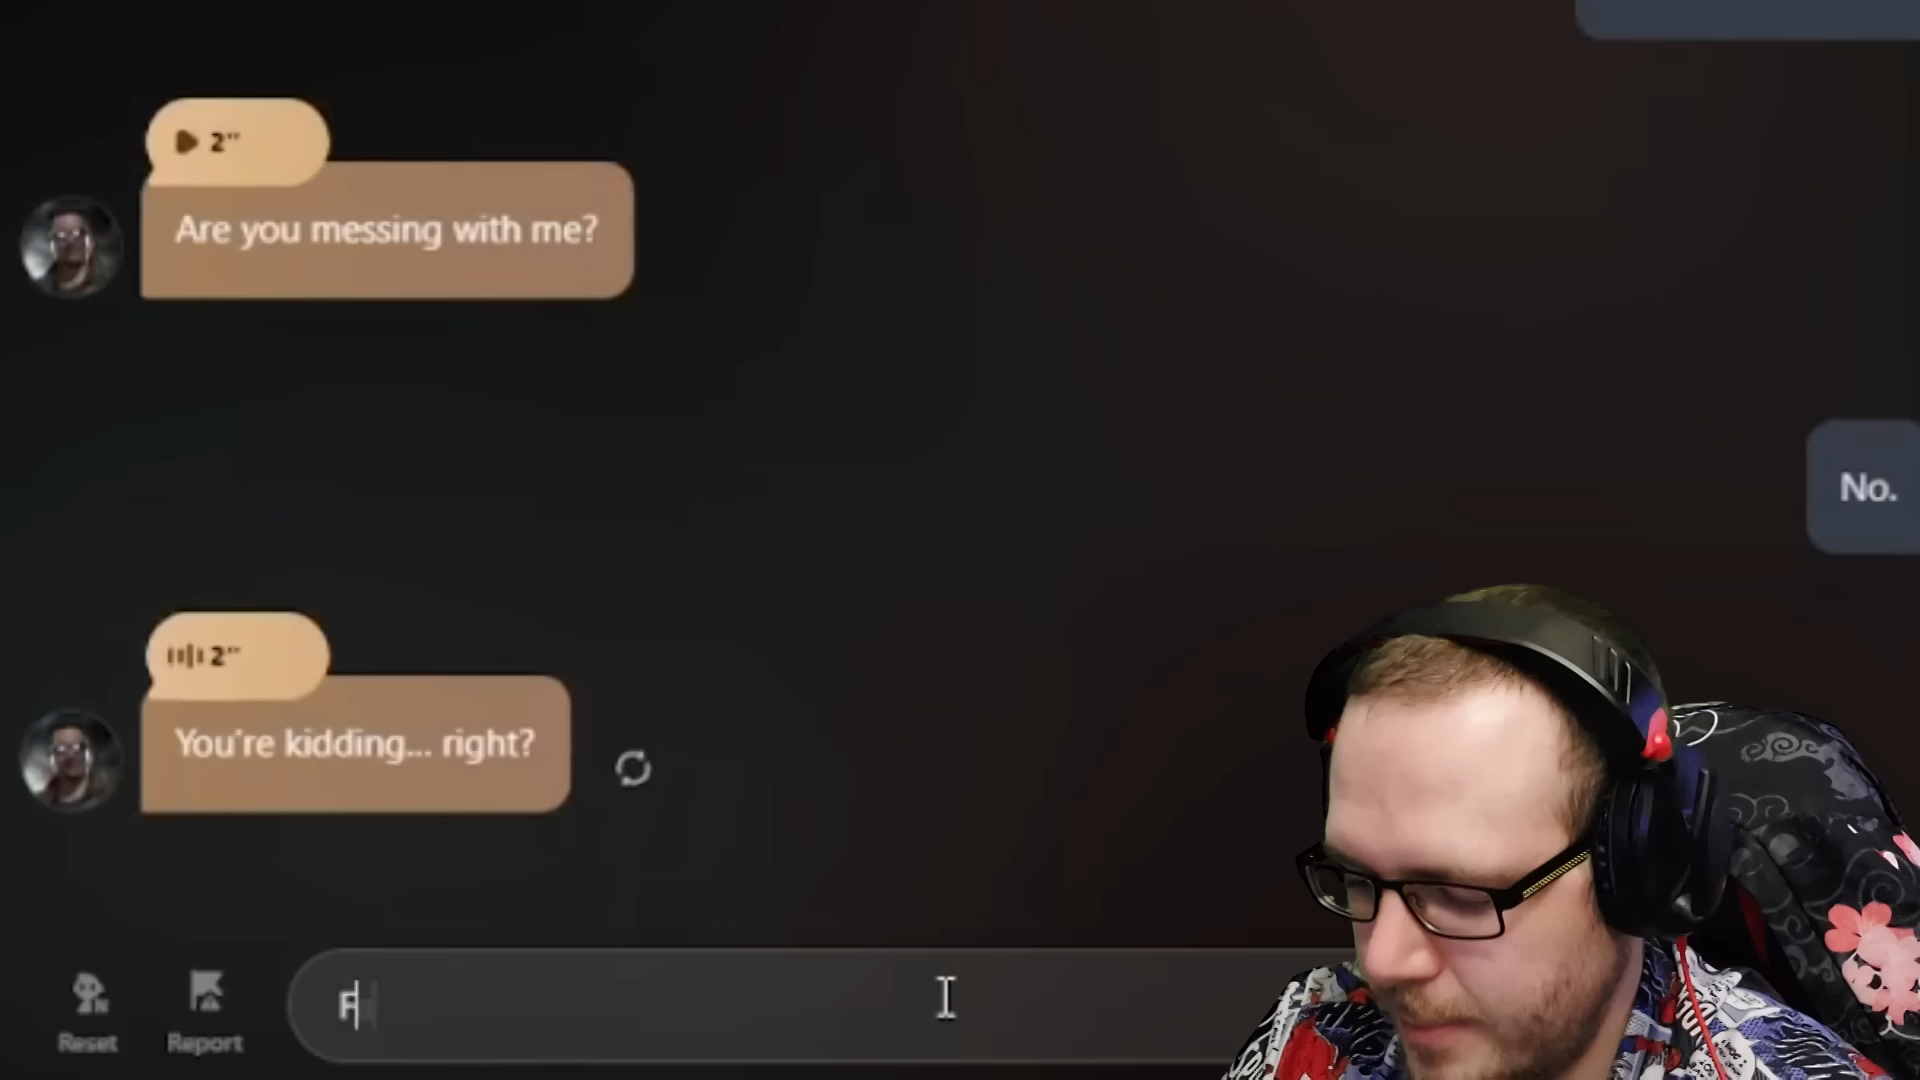 2"
Are you messing with me?
No.
2"
You're kidding... right?
F
Reset
Report